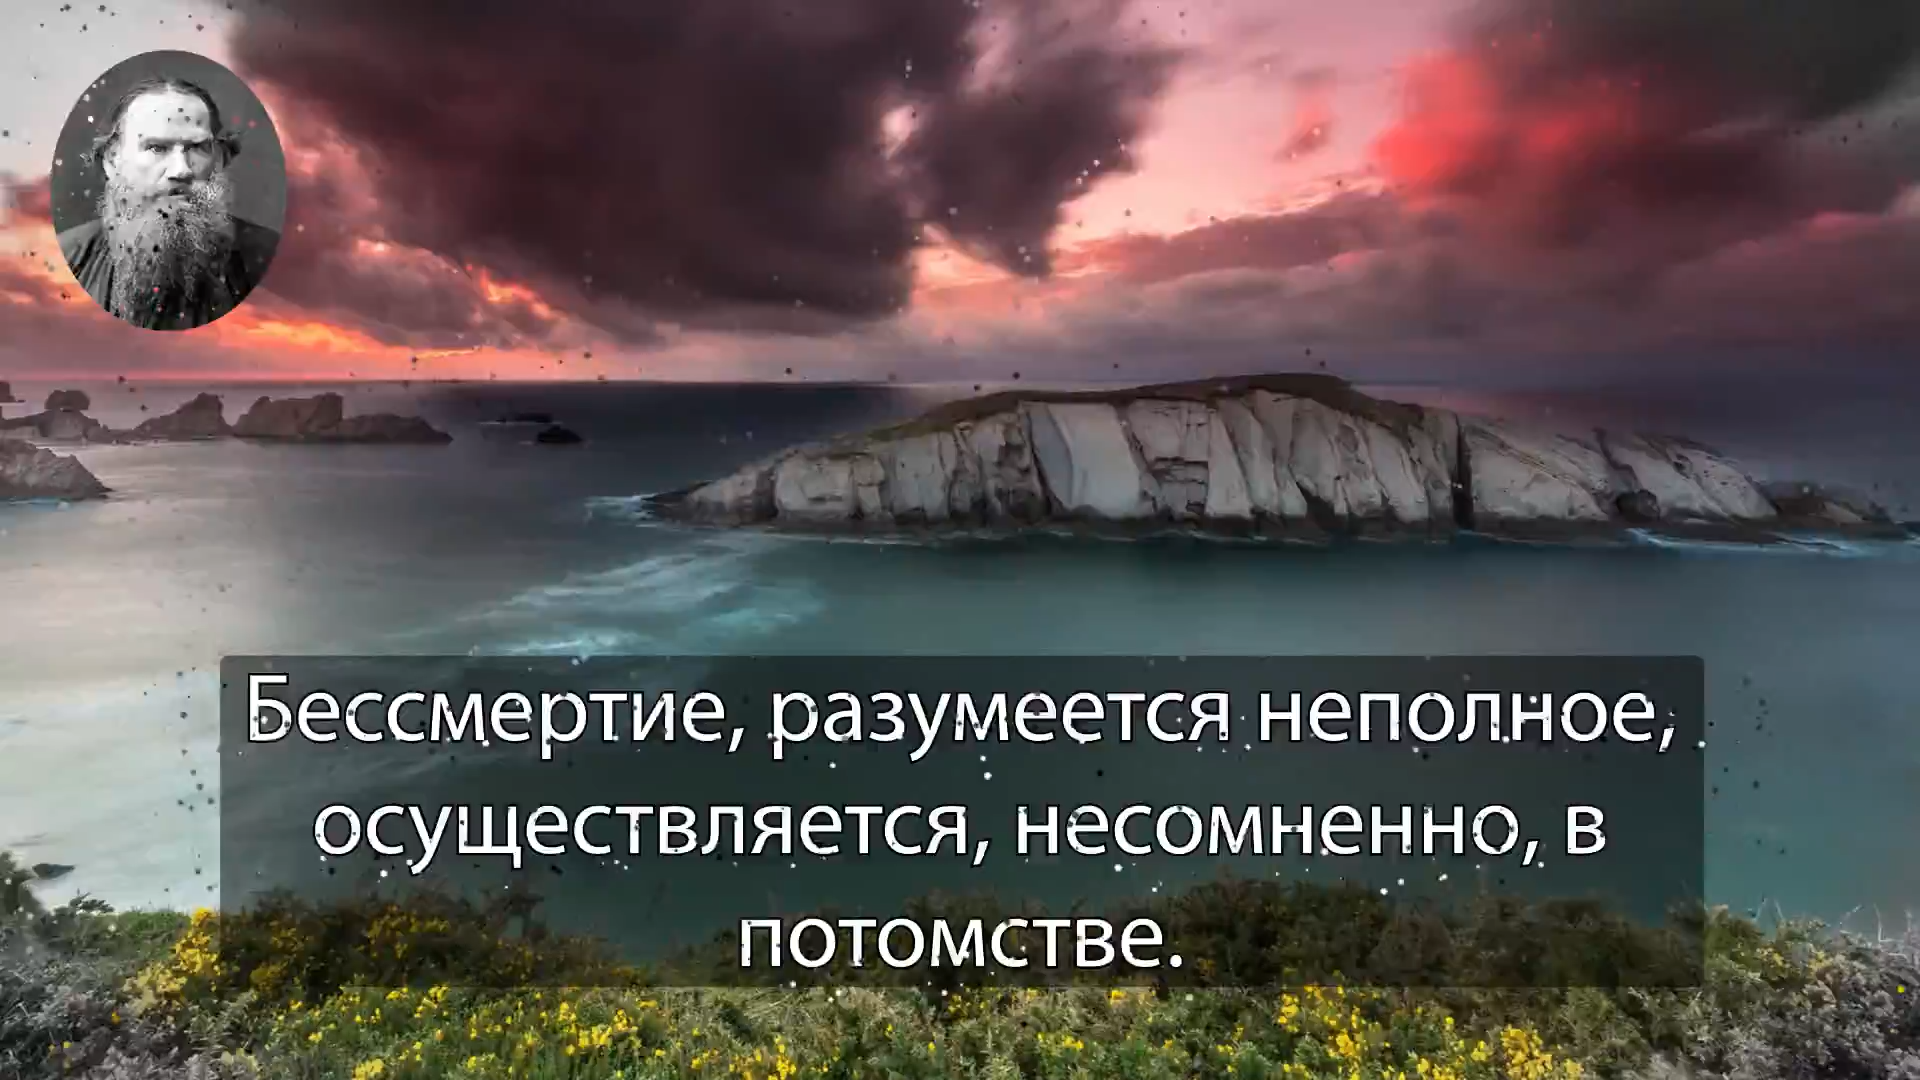 Бессмертие, разумеется неполное,
осуществляется, несомненно, в
потомстве.